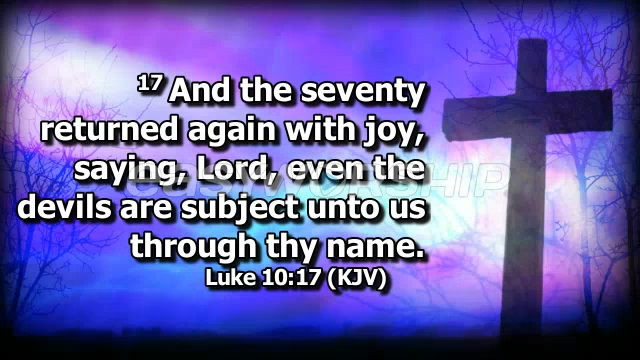 17 And the seventy
returned again with joy,
saying, Lord, even the
devils are subject unto us
through thy name.
Luke 10:17 (KJV)
EASYWORSHIP